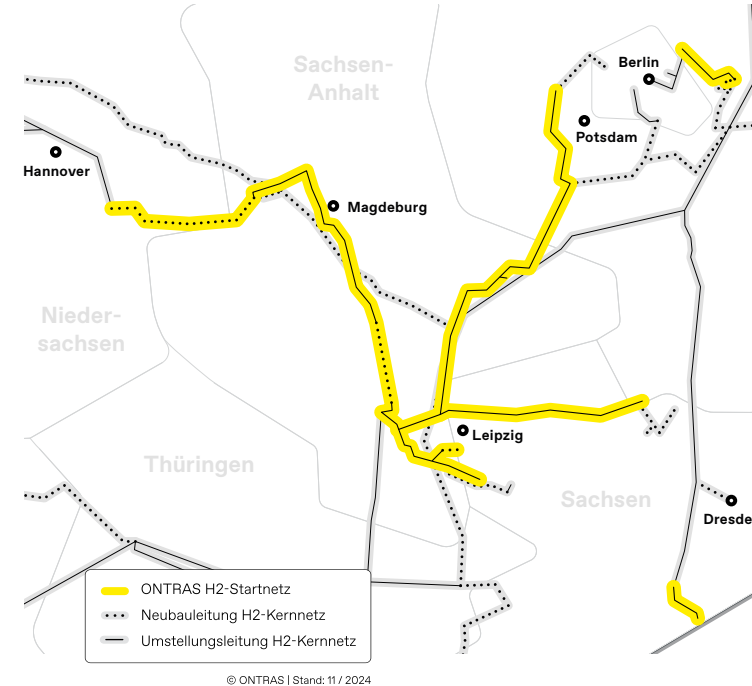 Sachsen-
Anhalt
Berlin
Potsdam
Hannover
Magdeburg
Nieder-
sachsen
Leipzig
Thüringen
Sachsen
Dresde
ONTRAS H2-Startnetz
Neubauleitung H2-Kernnetz
Umstellungsleitung H2-Kernnetz
© ONTRAS | Stand: 11 / 2024